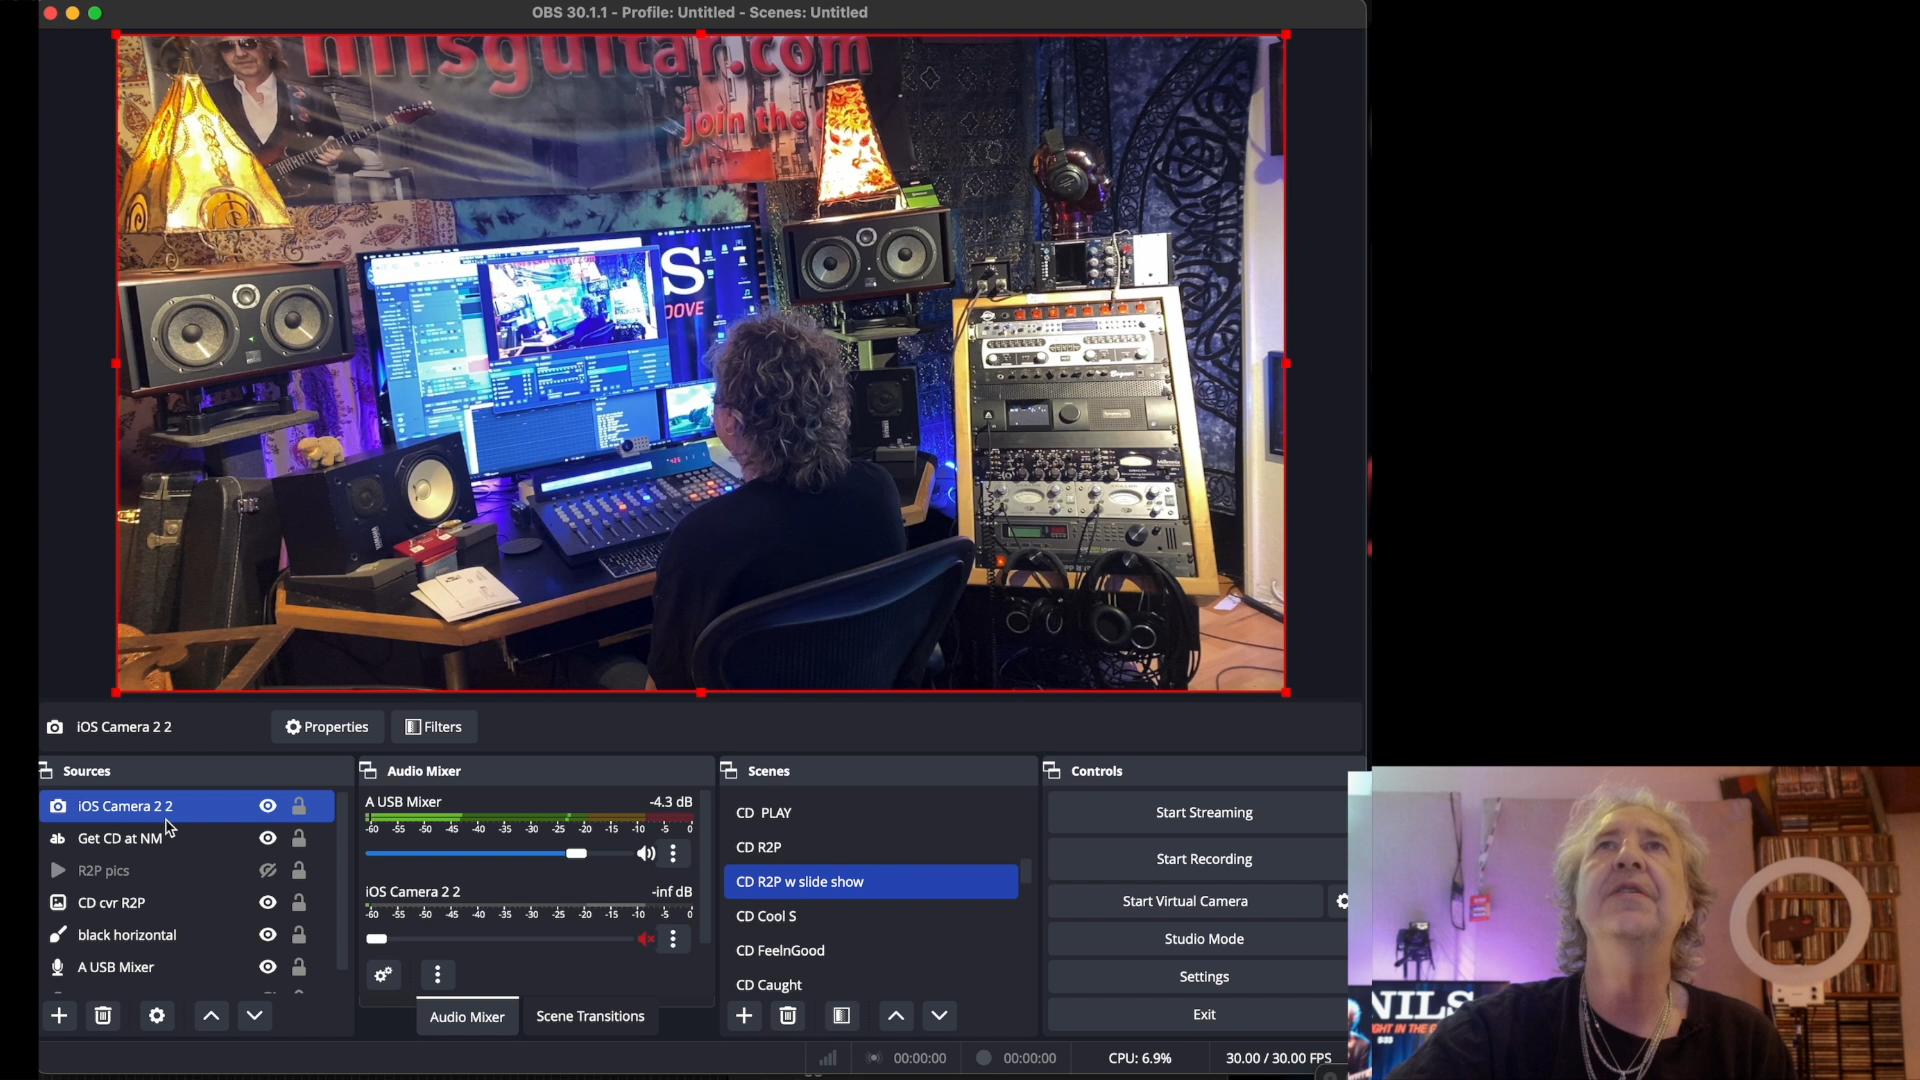 OBS 30.1.1 - Profile: Untitled - Scenes: Untitled
nilsguitar.com
join the
S
OOVE
iOS Camera 2 2
Properties
Filters
Sources
iOS Camera 2 2
Get CD at NM
R2P pics
CD cvr R2P
black horizontal
A USB Mixer
Audio Mixer
A USB Mixer
-4.3 dB
-60 -55 -50 -45 -40 -35 -30 -25 -20 -15 -10 -5 0
iOS Camera 2 2
-inf dB
-60 -55 -50 -45 -40 -35 -30 -25 -20 -15 -10 -5 0
Audio Mixer
Scene Transitions
Scenes
CD PLAY
CD R2P
CD R2P w slide show
CD Cool S
CD FeelnGood
CD Caught
Controls
Start Streaming
Start Recording
Start Virtual Camera
Studio Mode
Settings
Exit
00:00:00
00:00:00
CPU: 6.9%
30.00 / 30.00 FPS
NILS
GHT IN THE G